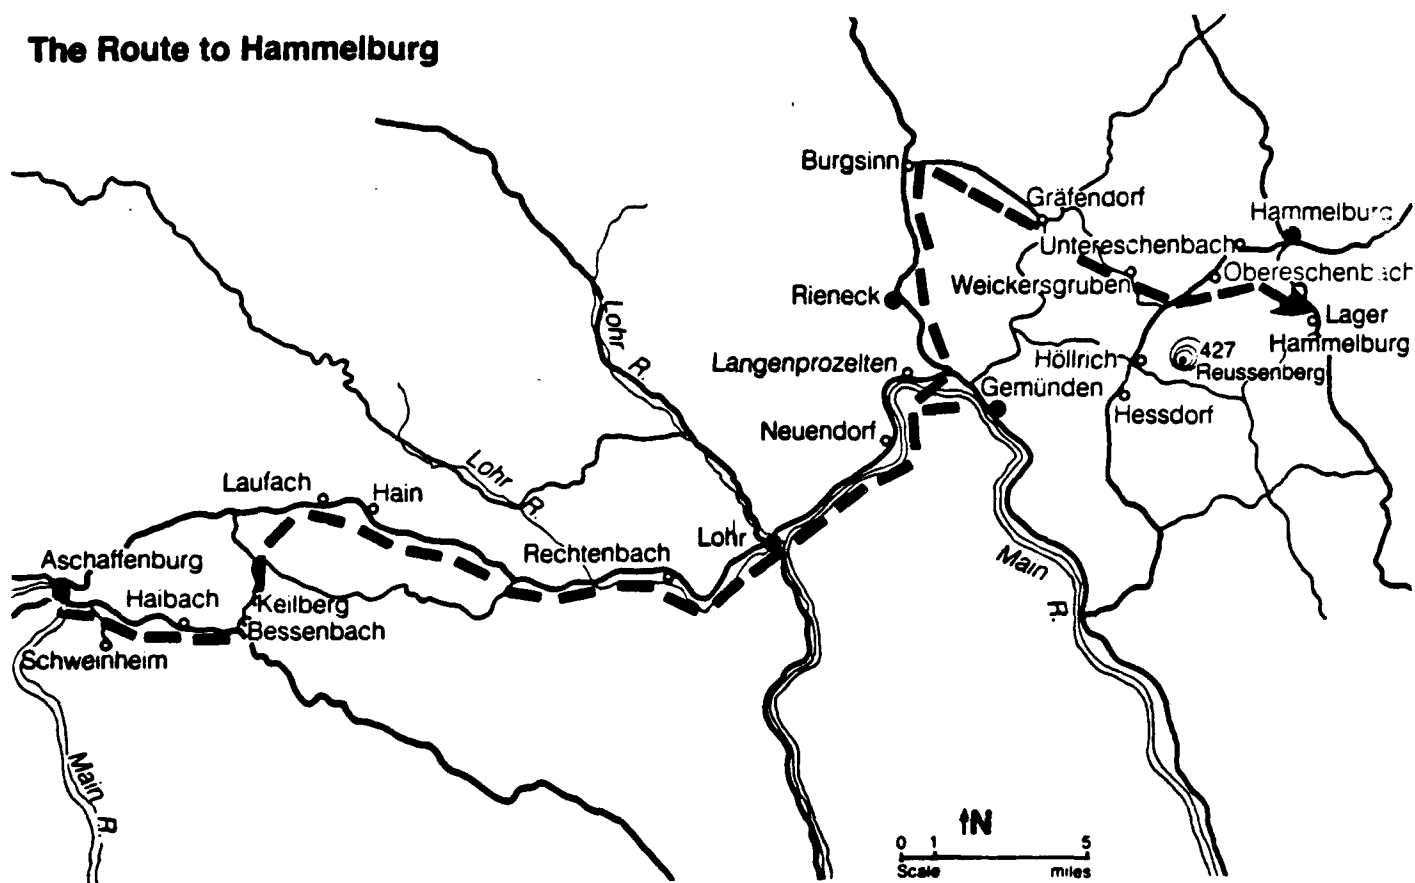 The Route to Hammelburg
Burgsinn
Gräfendorf
Hammelburg
Untereschenbach
Obereschenbach
Weickersgruben
Rieneck
Lager
Hammelburg
Lohr R.
Langenprozelten
Höllrich
427
Reussenberg
Gemünden
Hessdorf
Neuendorf
Lohr R.
Laufach
Hain
Lohr
Rechtenbach
Main R.
Aschaffenburg
Haibach
Keilberg
Bessenbach
Schweinheim
Main R.
N
0 1 5
Scale miles